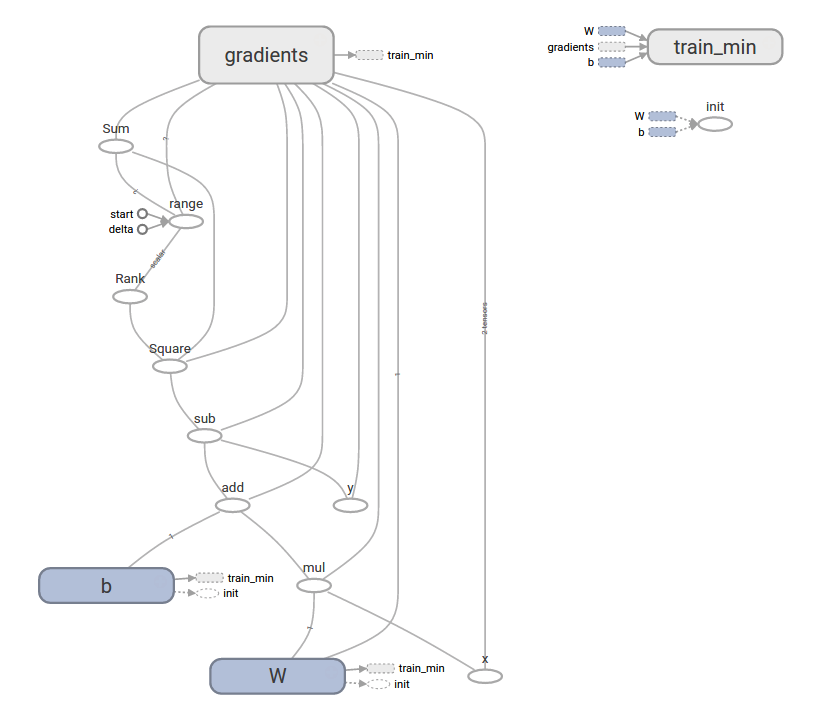 gradients
train_min
W
gradients
b
train_min
init
W
b
Sum
range
start
delta
scalar
Rank
2 tensors
Square
sub
add
y
b
train_min
init
mul
W
train_min
init
x